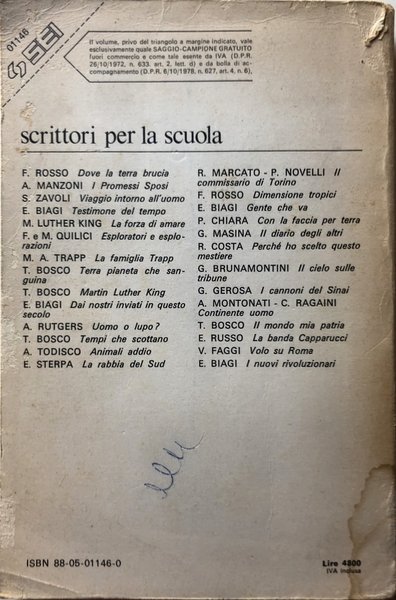 01146
SEI
Il volume, privo del triangolo a margine indicato, vale
esclusivamente quale SAGGIO-CAMPIONE GRATUITO
fuori commercio e come tale esente da IVA (D.P.R.
26/10/1972, n. 633. art. 2, lett. d) e da bolla di ac-
compagnamento (D.P.R. 6/10/1978, n. 627, art. 4, n. 6).
scrittori per la scuola
F. ROSSO Dove la terra brucia
A. MANZONI I Promessi Sposi
S. ZAVOLI Viaggio intorno all'uomo
E. BIAGI Testimone del tempo
M. LUTHER KING La forza di amare
F. e M. QUILICI Esploratori e esplo-
razioni
M. A. TRAPP La famiglia Trapp
T. BOSCO Terra pianeta che san-
guina
T. BOSCO Martin Luther King
E. BIAGI Dai nostri inviati in questo
secolo
A. RUTGERS Uomo o lupo?
T. BOSCO Tempi che scottano
A. TODISCO Animali addio
E. STERPA La rabbia del Sud
R. MARCATO - P. NOVELLI Il
commissario di Torino
F. ROSSO Dimensione tropici
E. BIAGI Gente che va
P. CHIARA Con la faccia per terra
G. MASINA Il diario degli altri
R. COSTA Perché ho scelto questo
mestiere
G. BRUNAMONTINI Il cielo sulle
tribune
G. GEROSA I cannoni del Sinai
A. MONTONATI - C. RAGAINI
Continente uomo
T. BOSCO Il mondo mia patria
E. RUSSO La banda Capparucci
V. FAGGI Volo su Roma
E. BIAGI I nuovi rivoluzionari
ISBN 88-05-01146-0
Lire 4800
IVA inclusa